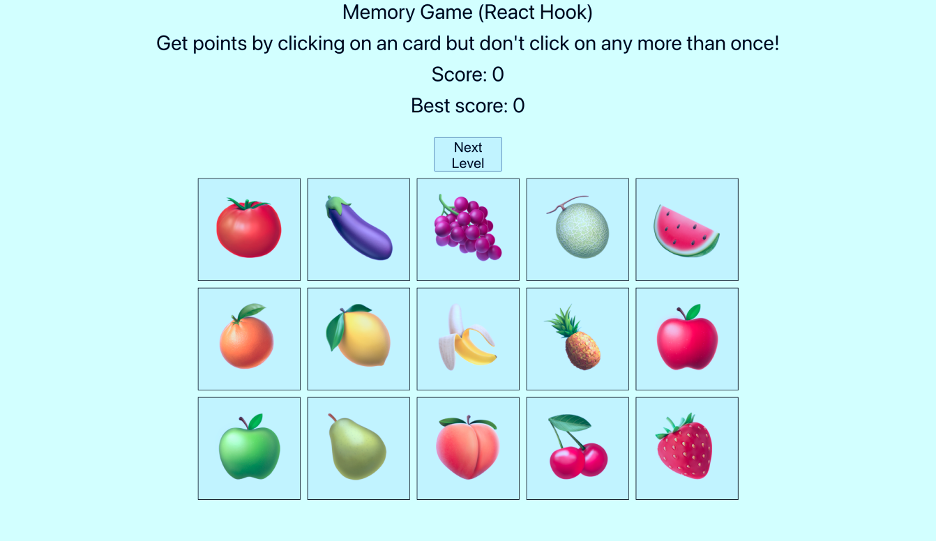 Memory Game (React Hook)
Get points by clicking on an card but don't click on any more than once!
Score: 0
Best score: 0
Next
Level